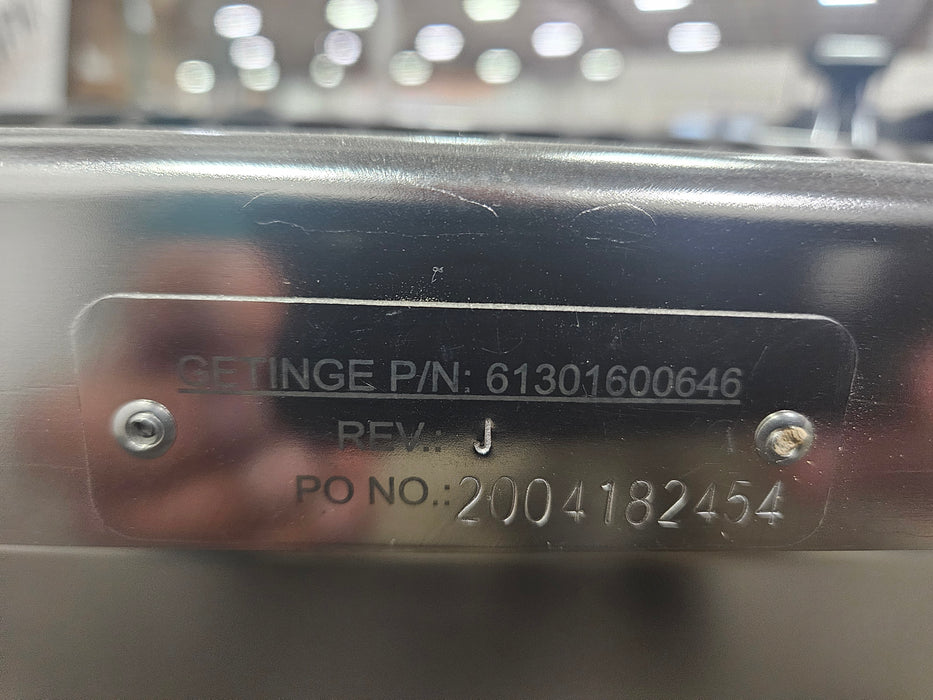 GETINGE P/N: 61301600646
REV.: J
PO NO.: 2004182454